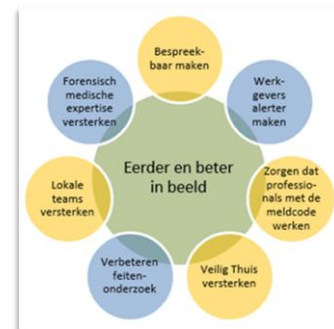 Bespreek-
baar maken
Werk-
gevers
alerter
maken
Zorgen dat
professio-
nals met de
meldcode
werken
Veilig Thuis
versterken
Verbeteren
feiten-
onderzoek
Lokale
teams
versterken
Forensisch
medische
expertise
versterken
Eerder en beter
in beeld